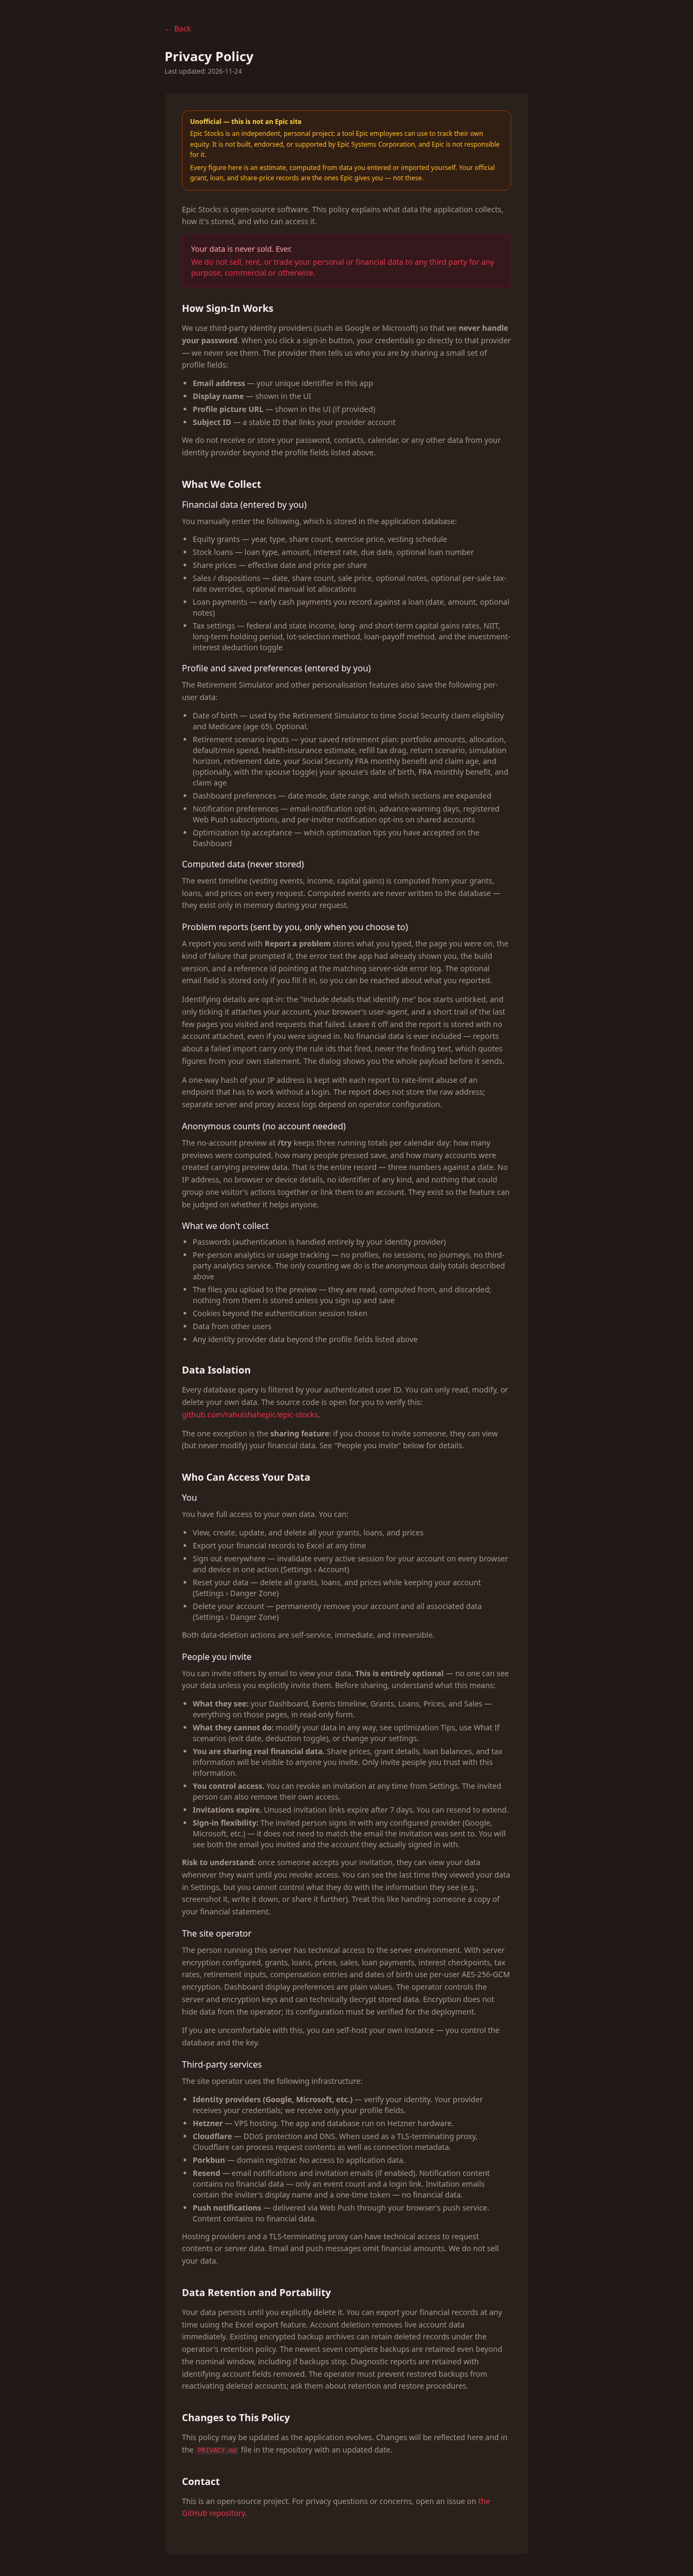 ← Back
Privacy Policy
Last updated: 2026-11-24
Unofficial — this is not an Epic site
Epic Stocks is an independent, personal project: a tool Epic employees can use to track their own
equity. It is not built, endorsed, or supported by Epic Systems Corporation, and Epic is not responsible
for it.
Every figure here is an estimate, computed from data you entered or imported yourself. Your official
grant, loan, and share-price records are the ones Epic gives you — not these.
Epic Stocks is open-source software. This policy explains what data the application collects,
how it's stored, and who can access it.
Your data is never sold. Ever.
We do not sell, rent, or trade your personal or financial data to any third party for any
purpose, commercial or otherwise.
How Sign-In Works
We use third-party identity providers (such as Google or Microsoft) so that we never handle
your password. When you click a sign-in button, your credentials go directly to that provider
— we never see them. The provider then tells us who you are by sharing a small set of
profile fields:
• Email address — your unique identifier in this app
• Display name — shown in the UI
• Profile picture URL — shown in the UI (if provided)
• Subject ID — a stable ID that links your provider account
We do not receive or store your password, contacts, calendar, or any other data from your
identity provider beyond the profile fields listed above.
What We Collect
Financial data (entered by you)
You manually enter the following, which is stored in the application database:
• Equity grants — year, type, share count, exercise price, vesting schedule
• Stock loans — loan type, amount, interest rate, due date, optional loan number
• Share prices — effective date and price per share
• Sales / dispositions — date, share count, sale price, optional notes, optional per-sale tax-
rate overrides, optional manual lot allocations
• Loan payments — early cash payments you record against a loan (date, amount, optional
notes)
• Tax settings — federal and state income, long- and short-term capital gains rates, NIIT,
long-term holding period, lot-selection method, loan-payoff method, and the investment-
interest deduction toggle
Profile and saved preferences (entered by you)
The Retirement Simulator and other personalisation features also save the following per-
user data:
• Date of birth — used by the Retirement Simulator to time Social Security claim eligibility
and Medicare (age 65). Optional.
• Retirement scenario inputs — your saved retirement plan: portfolio amounts, allocation,
default/min spend, health-insurance estimate, refill tax drag, return scenario, simulation
horizon, retirement date, your Social Security FRA monthly benefit and claim age, and
(optionally, with the spouse toggle) your spouse's date of birth, FRA monthly benefit, and
claim age
• Dashboard preferences — date mode, date range, and which sections are expanded
• Notification preferences — email-notification opt-in, advance-warning days, registered
Web Push subscriptions, and per-inviter notification opt-ins on shared accounts
• Optimization tip acceptance — which optimization tips you have accepted on the
Dashboard
Computed data (never stored)
The event timeline (vesting events, income, capital gains) is computed from your grants,
loans, and prices on every request. Computed events are never written to the database —
they exist only in memory during your request.
Problem reports (sent by you, only when you choose to)
A report you send with Report a problem stores what you typed, the page you were on, the
kind of failure that prompted it, the error text the app had already shown you, the build
version, and a reference id pointing at the matching server-side error log. The optional
email field is stored only if you fill it in, so you can be reached about what you reported.
Identifying details are opt-in: the "include details that identify me" box starts unticked, and
only ticking it attaches your account, your browser's user-agent, and a short trail of the last
few pages you visited and requests that failed. Leave it off and the report is stored with no
account attached, even if you were signed in. No financial data is ever included — reports
about a failed import carry only the rule ids that fired, never the finding text, which quotes
figures from your own statement. The dialog shows you the whole payload before it sends.
A one-way hash of your IP address is kept with each report to rate-limit abuse of an
endpoint that has to work without a login. The report does not store the raw address;
separate server and proxy access logs depend on operator configuration.
Anonymous counts (no account needed)
The no-account preview at /try keeps three running totals per calendar day: how many
previews were computed, how many people pressed save, and how many accounts were
created carrying preview data. That is the entire record — three numbers against a date. No
IP address, no browser or device details, no identifier of any kind, and nothing that could
group one visitor's actions together or link them to an account. They exist so the feature can
be judged on whether it helps anyone.
What we don't collect
• Passwords (authentication is handled entirely by your identity provider)
• Per-person analytics or usage tracking — no profiles, no sessions, no journeys, no third-
party analytics service. The only counting we do is the anonymous daily totals described
above
• The files you upload to the preview — they are read, computed from, and discarded;
nothing from them is stored unless you sign up and save
• Cookies beyond the authentication session token
• Data from other users
• Any identity provider data beyond the profile fields listed above
Data Isolation
Every database query is filtered by your authenticated user ID. You can only read, modify, or
delete your own data. The source code is open for you to verify this:
github.com/rahulshahepic/epic-stocks.
The one exception is the sharing feature: if you choose to invite someone, they can view
(but never modify) your financial data. See "People you invite" below for details.
Who Can Access Your Data
You
You have full access to your own data. You can:
• View, create, update, and delete all your grants, loans, and prices
• Export your financial records to Excel at any time
• Sign out everywhere — invalidate every active session for your account on every browser
and device in one action (Settings › Account)
• Reset your data — delete all grants, loans, and prices while keeping your account
(Settings › Danger Zone)
• Delete your account — permanently remove your account and all associated data
(Settings › Danger Zone)
Both data-deletion actions are self-service, immediate, and irreversible.
People you invite
You can invite others by email to view your data. This is entirely optional — no one can see
your data unless you explicitly invite them. Before sharing, understand what this means:
• What they see: your Dashboard, Events timeline, Grants, Loans, Prices, and Sales —
everything on those pages, in read-only form.
• What they cannot do: modify your data in any way, see optimization Tips, use What If
scenarios (exit date, deduction toggle), or change your settings.
• You are sharing real financial data. Share prices, grant details, loan balances, and tax
information will be visible to anyone you invite. Only invite people you trust with this
information.
• You control access. You can revoke an invitation at any time from Settings. The invited
person can also remove their own access.
• Invitations expire. Unused invitation links expire after 7 days. You can resend to extend.
• Sign-in flexibility: The invited person signs in with any configured provider (Google,
Microsoft, etc.) — it does not need to match the email the invitation was sent to. You will
see both the email you invited and the account they actually signed in with.
Risk to understand: once someone accepts your invitation, they can view your data
whenever they want until you revoke access. You can see the last time they viewed your data
in Settings, but you cannot control what they do with the information they see (e.g.,
screenshot it, write it down, or share it further). Treat this like handing someone a copy of
your financial statement.
The site operator
The person running this server has technical access to the server environment. With server
encryption configured, grants, loans, prices, sales, loan payments, interest checkpoints, tax
rates, retirement inputs, compensation entries and dates of birth use per-user AES-256-GCM
encryption. Dashboard display preferences are plain values. The operator controls the
server and encryption keys and can technically decrypt stored data. Encryption does not
hide data from the operator; its configuration must be verified for the deployment.
If you are uncomfortable with this, you can self-host your own instance — you control the
database and the key.
Third-party services
The site operator uses the following infrastructure:
• Identity providers (Google, Microsoft, etc.) — verify your identity. Your provider
receives your credentials; we receive only your profile fields.
• Hetzner — VPS hosting. The app and database run on Hetzner hardware.
• Cloudflare — DDoS protection and DNS. When used as a TLS-terminating proxy,
Cloudflare can process request contents as well as connection metadata.
• Porkbun — domain registrar. No access to application data.
• Resend — email notifications and invitation emails (if enabled). Notification content
contains no financial data — only an event count and a login link. Invitation emails
contain the inviter's display name and a one-time token — no financial data.
• Push notifications — delivered via Web Push through your browser's push service.
Content contains no financial data.
Hosting providers and a TLS-terminating proxy can have technical access to request
contents or server data. Email and push messages omit financial amounts. We do not sell
your data.
Data Retention and Portability
Your data persists until you explicitly delete it. You can export your financial records at any
time using the Excel export feature. Account deletion removes live account data
immediately. Existing encrypted backup archives can retain deleted records under the
operator's retention policy. The newest seven complete backups are retained even beyond
the nominal window, including if backups stop. Diagnostic reports are retained with
identifying account fields removed. The operator must prevent restored backups from
reactivating deleted accounts; ask them about retention and restore procedures.
Changes to This Policy
This policy may be updated as the application evolves. Changes will be reflected here and in
the PRIVACY.md file in the repository with an updated date.
Contact
This is an open-source project. For privacy questions or concerns, open an issue on the
GitHub repository.